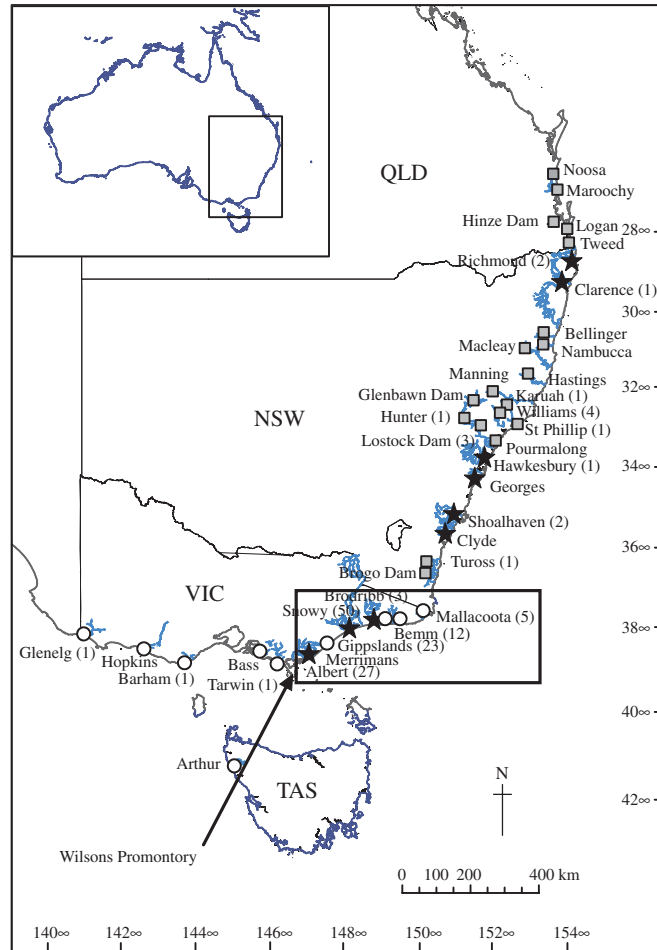 QLD
Noosa
Maroochy
Hinze Dam
Logan
28∞
Tweed
Richmond (2)
Clarence (1)
30∞
Bellinger
Macleay
Nambucca
Manning
Hastings
32∞
Glenbawn Dam
Karuah (1)
NSW
Hunter (1)
Williams (4)
St Phillip (1)
Lostock Dam (3)
Pourmalong
Hawkesbury (1)
34∞
Georges
Shoalhaven (2)
Clyde
36∞
Tuross (1)
Brogo Dam
VIC
Brodribb (3)
Snowy (50)
Mallacoota (5)
38∞
Bemm (12)
Glenelg (1)
Gippslands (23)
Hopkins
Bass
Merrimans
Barham (1)
Albert (27)
Tarwin (1)
40∞
Arthur
TAS
N
42∞
Wilsons Promontory
0 100 200 400 km
140∞ 142∞ 144∞ 146∞ 148∞ 150∞ 152∞ 154∞